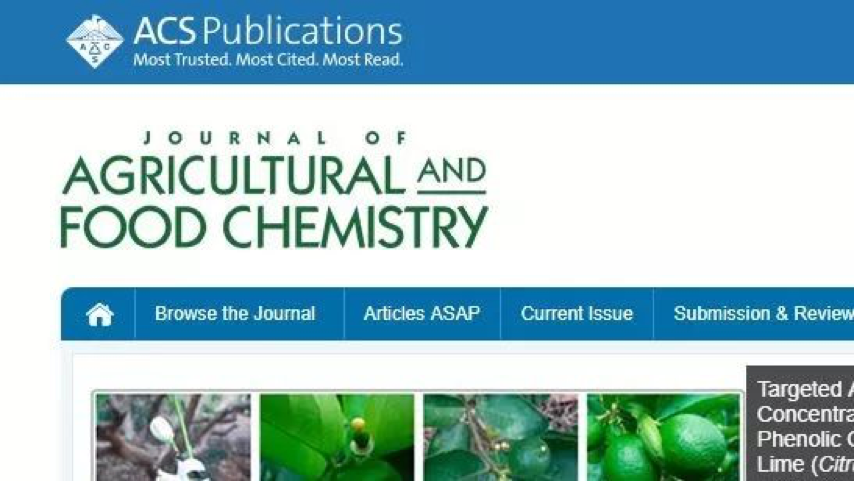 ACS Publications
Most Trusted. Most Cited. Most Read.
A C S
JOURNAL OF
AGRICULTURAL AND
FOOD CHEMISTRY
Browse the Journal
Articles ASAP
Current Issue
Submission & Review
Targeted A
Concentra
Phenolic C
Lime (Citru